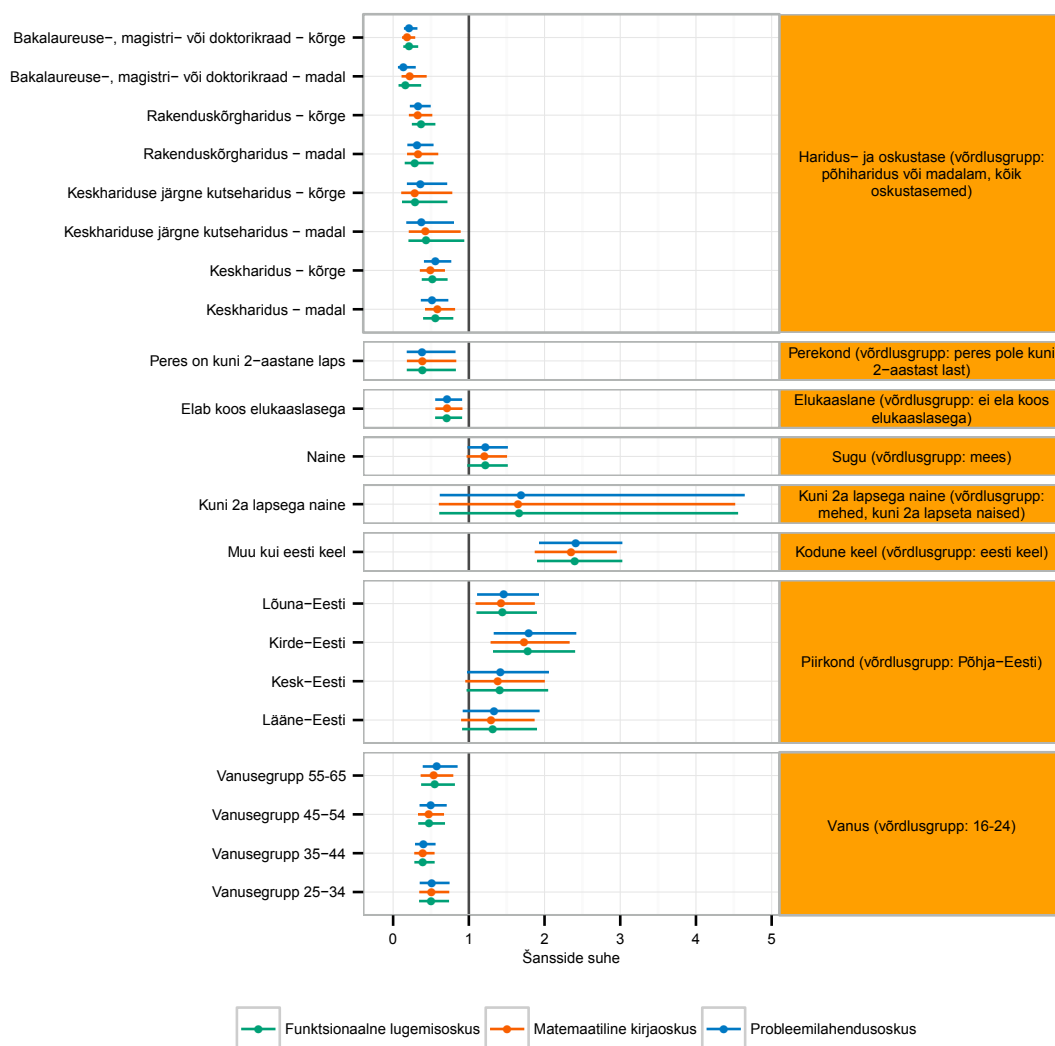 Bakalaureuse−, magistri− või doktorikraad − kõrge
Bakalaureuse−, magistri− või doktorikraad − madal
Rakenduskõrgharidus − kõrge
Rakenduskõrgharidus − madal
Keskhariduse järgne kutseharidus − kõrge
Keskhariduse järgne kutseharidus − madal
Keskharidus − kõrge
Keskharidus − madal
Haridus− ja oskustase (võrdlusgrupp:
põhiharidus või madalam, kõik
oskustasemed)
Peres on kuni 2−aastane laps
Perekond (võrdlusgrupp: peres pole kuni
2−aastast last)
Elab koos elukaaslasega
Elukaaslane (võrdlusgrupp: ei ela koos
elukaaslasega)
Naine
Sugu (võrdlusgrupp: mees)
Kuni 2a lapsega naine
Kuni 2a lapsega naine (võrdlusgrupp:
mehed, kuni 2a lapseta naised)
Muu kui eesti keel
Kodune keel (võrdlusgrupp: eesti keel)
Lõuna−Eesti
Kirde−Eesti
Kesk−Eesti
Lääne−Eesti
Piirkond (võrdlusgrupp: Põhja−Eesti)
Vanusegrupp 55-65
Vanusegrupp 45−54
Vanusegrupp 35−44
Vanusegrupp 25−34
Vanus (võrdlusgrupp: 16-24)
0 1 2 3 4 5
Šansside suhe
Funktsionaalne lugemisoskus Matemaatiline kirjaoskus Probleemilahendusoskus